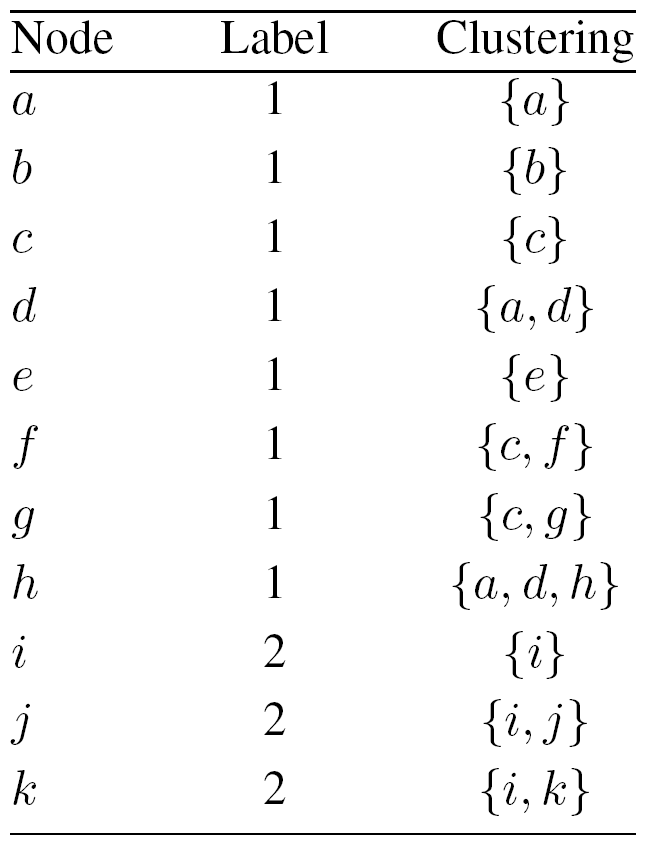 Node Label Clustering
a 1 {a}
b 1 {b}
c 1 {c}
d 1 {a, d}
e 1 {e}
f 1 {c, f}
g 1 {c, g}
h 1 {a, d, h}
i 2 {i}
j 2 {i, j}
k 2 {i, k}